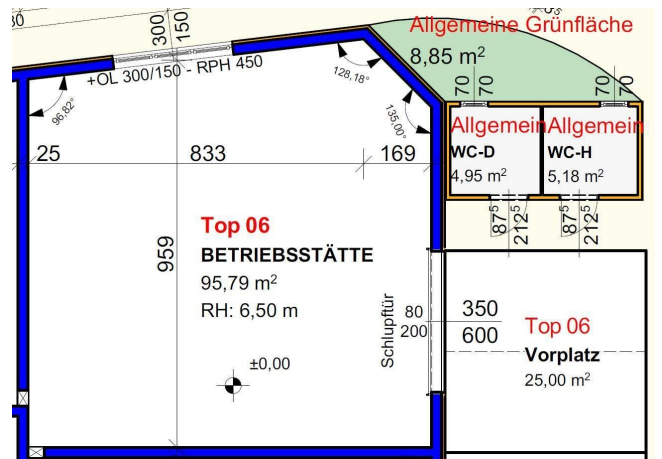 80
300
150
+OL 300/150 - RPH 450
96,82°
128,18°
135,00°
Allgemeine Grünfläche
8,85 m²
70
70
70
70
Allgemein
WC-D
4,95 m²
Allgemein
WC-H
5,18 m²
87⁵
212⁵
87⁵
212⁵
25
833
169
959
Top 06
BETRIEBSSTÄTTE
95,79 m²
RH: 6,50 m
±0,00
Schlupftür
80
200
350
600
Top 06
Vorplatz
25,00 m²